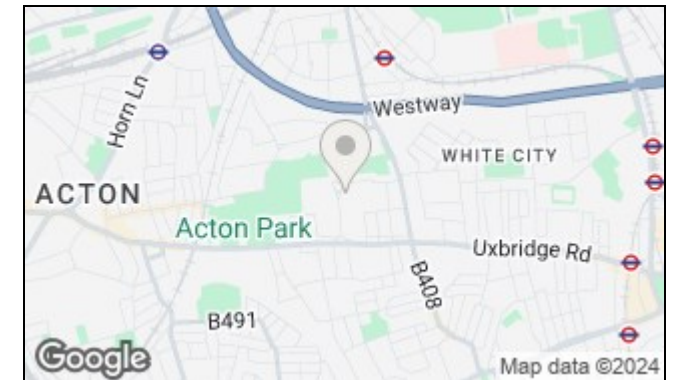 Westway
Horn Ln
WHITE CITY
ACTON
Acton Park
Uxbridge Rd
B408
B491
Google
Map data ©2024